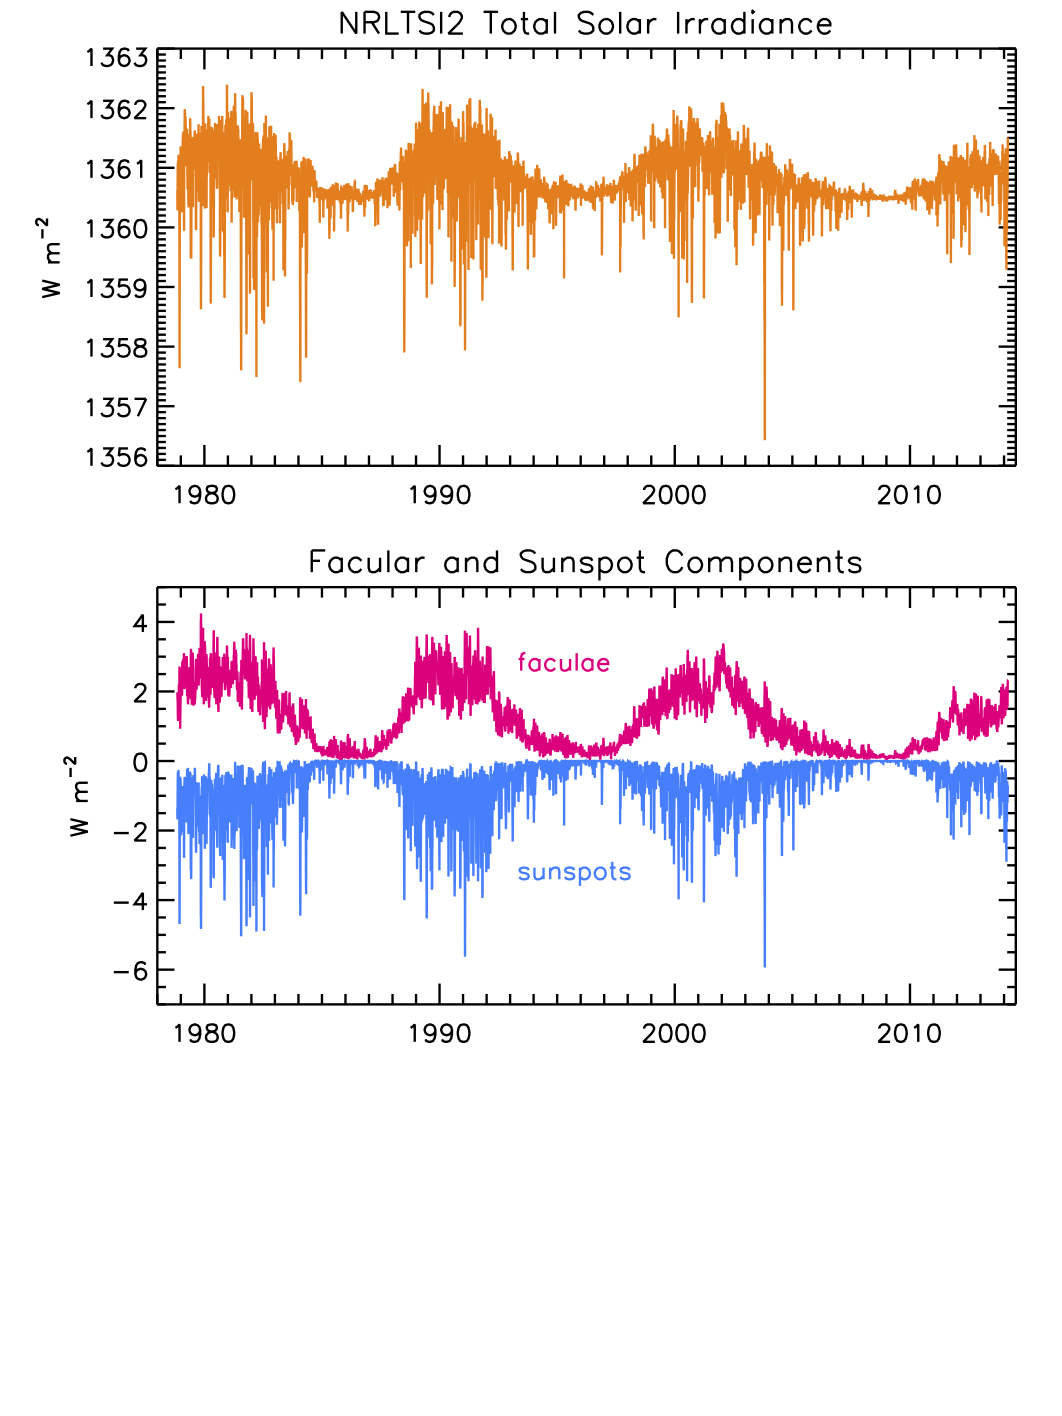 NRLTSI2 Total Solar Irradiance
1363
1362
1361
1360
1359
1358
1357
1356
W m⁻²
1980 1990 2000 2010
Facular and Sunspot Components
4
2
0
−2
−4
−6
W m⁻²
faculae
sunspots
1980 1990 2000 2010